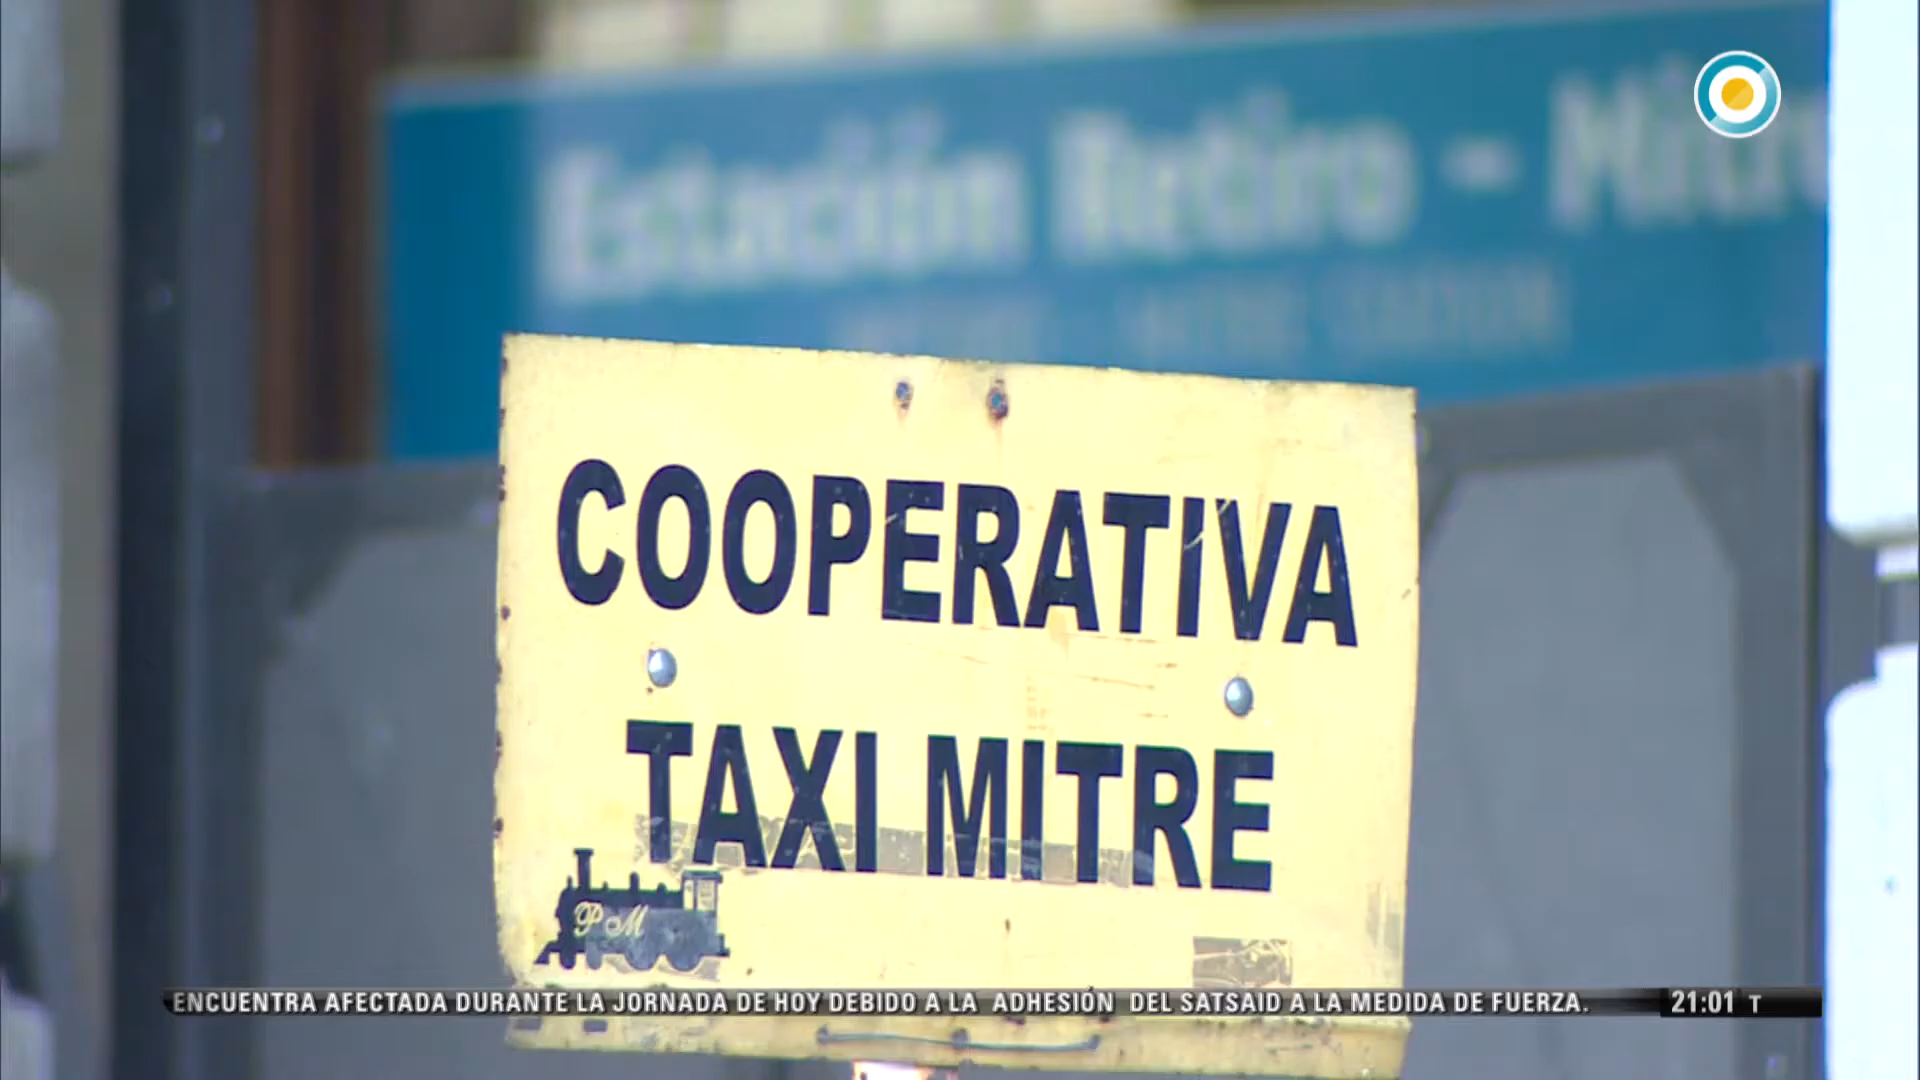 Estación Retiro - Mitre
COOPERATIVA
TAXI MITRE
P M
ENCUENTRA AFECTADA DURANTE LA JORNADA DE HOY DEBIDO A LA ADHESIÓN DEL SATSAID A LA MEDIDA DE FUERZA.
21:01 T